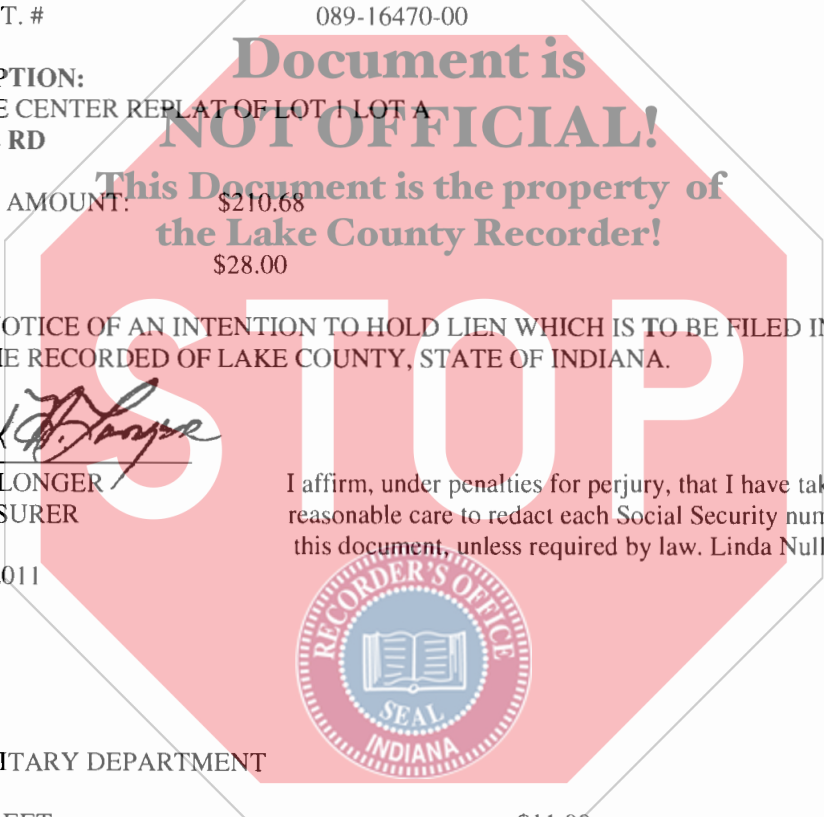 T. # 089-16470-00
Document is
PTION:
E CENTER REPLAT OF LOT 1 LOT A
NOT OFFICIAL!
RD
This Document is the property of
AMOUNT: $210.68
the Lake County Recorder!
$28.00
OTICE OF AN INTENTION TO HOLD LIEN WHICH IS TO BE FILED IN
E RECORDED OF LAKE COUNTY, STATE OF INDIANA.
STOP
LONGER
SURER
I affirm, under penalties for perjury, that I have tak
reasonable care to redact each Social Security num
this document, unless required by law. Linda Null
2011
RECORDER'S OFFICE
SEAL
INDIANA
ITARY DEPARTMENT